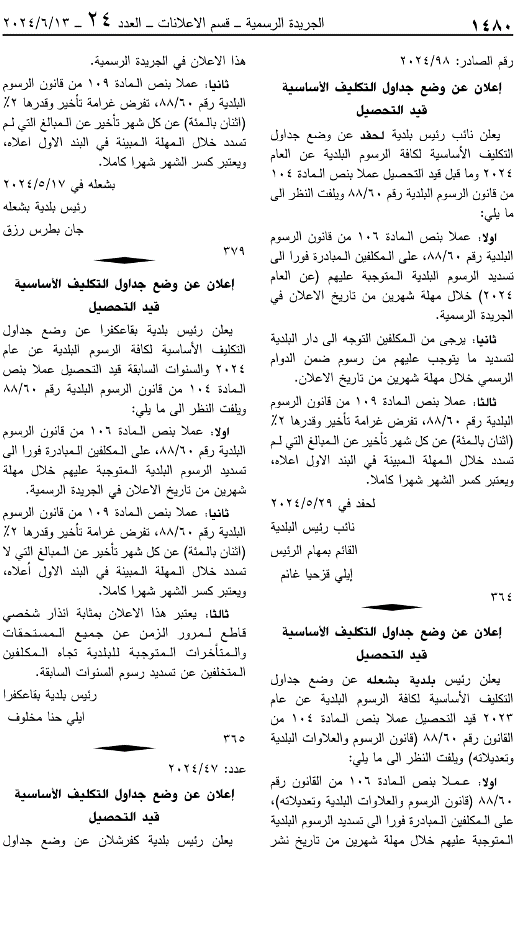 ١٤٨٠
الجريدة الرسمية ـ قسم الاعلانات ـ العدد ٢٤ ـ ٢٠٢٤/٦/١٣
رقم الصادر: ٢٠٢٤/٩٨
إعلان عن وضع جداول التكليف الأساسية
قيد التحصيل
يعلن نائب رئيس بلدية لحفد عن وضع جداول
التكليف الأساسية لكافة الرسوم البلدية عن العام
٢٠٢٤ وما قبل قيد التحصيل عملا بنص المادة ١٠٤
من قانون الرسوم البلدية رقم ٨٨/٦٠ ويلفت النظر الى
ما يلي:
اولا: عملا بنص المادة ١٠٦ من قانون الرسوم
البلدية رقم ٨٨/٦٠، على المكلفين المبادرة فورا الى
تسديد الرسوم البلدية المتوجبة عليهم (عن العام
٢٠٢٤) خلال مهلة شهرين من تاريخ الاعلان في
الجريدة الرسمية.
ثانيا: يرجى من المكلفين التوجه الى دار البلدية
لتسديد ما يتوجب عليهم من رسوم ضمن الدوام
الرسمي خلال مهلة شهرين من تاريخ الاعلان.
ثالثا: عملا بنص المادة ١٠٩ من قانون الرسوم
البلدية رقم ٨٨/٦٠، تفرض غرامة تأخير وقدرها ٢٪
(اثنان بالمئة) عن كل شهر تأخير عن المبالغ التي لم
تسدد خلال المهلة المبينة في البند الاول اعلاه،
ويعتبر كسر الشهر شهرا كاملا.
لحفد في ٢٠٢٤/٥/٢٩
نائب رئيس البلدية
القائم بمهام الرئيس
إيلي قزحيا غانم
٣٦٤
إعلان عن وضع جداول التكليف الأساسية
قيد التحصيل
يعلن رئيس بلدية بشعله عن وضع جداول
التكليف الأساسية لكافة الرسوم البلدية عن عام
٢٠٢٣ قيد التحصيل عملا بنص المادة ١٠٤ من
القانون رقم ٨٨/٦٠ (قانون الرسوم والعلاوات البلدية
وتعديلاته) ويلفت النظر الى ما يلي:
اولا: عملا بنص المادة ١٠٦ من القانون رقم
٨٨/٦٠ (قانون الرسوم والعلاوات البلدية وتعديلاته)،
على المكلفين المبادرة فورا الى تسديد الرسوم البلدية
المتوجبة عليهم خلال مهلة شهرين من تاريخ نشر
هذا الاعلان في الجريدة الرسمية.
ثانيا: عملا بنص المادة ١٠٩ من قانون الرسوم
البلدية رقم ٨٨/٦٠، تفرض غرامة تأخير وقدرها ٢٪
(اثنان بالمئة) عن كل شهر تأخير عن المبالغ التي لم
تسدد خلال المهلة المبينة في البند الاول اعلاه،
ويعتبر كسر الشهر شهرا كاملا.
بشعله في ٢٠٢٤/٥/١٧
رئيس بلدية بشعله
جان بطرس رزق
٣٧٩
إعلان عن وضع جداول التكليف الأساسية
قيد التحصيل
يعلن رئيس بلدية بقاعكفرا عن وضع جداول
التكليف الأساسية لكافة الرسوم البلدية عن عام
٢٠٢٤ والسنوات السابقة قيد التحصيل عملا بنص
المادة ١٠٤ من قانون الرسوم البلدية رقم ٨٨/٦٠
ويلفت النظر الى ما يلي:
اولا: عملا بنص المادة ١٠٦ من قانون الرسوم
البلدية رقم ٨٨/٦٠، على المكلفين المبادرة فورا الى
تسديد الرسوم البلدية المتوجبة عليهم خلال مهلة
شهرين من تاريخ الاعلان في الجريدة الرسمية.
ثانيا: عملا بنص المادة ١٠٩ من قانون الرسوم
البلدية رقم ٨٨/٦٠، تفرض غرامة تأخير وقدرها ٢٪
(اثنان بالمئة) عن كل شهر تأخير عن المبالغ التي لا
تسدد خلال المهلة المبينة في البند الاول أعلاه،
ويعتبر كسر الشهر شهرا كاملا.
ثالثا: يعتبر هذا الاعلان بمثابة انذار شخصي
قاطع لمرور الزمن عن جميع المستحقات
والمتأخرات المتوجبة للبلدية تجاه المكلفين
المتخلفين عن تسديد رسوم السنوات السابقة.
رئيس بلدية بقاعكفرا
ايلي حنا مخلوف
٣٦٥
عدد: ٢٠٢٤/٤٧
إعلان عن وضع جداول التكليف الأساسية
قيد التحصيل
يعلن رئيس بلدية كفرشلان عن وضع جداول